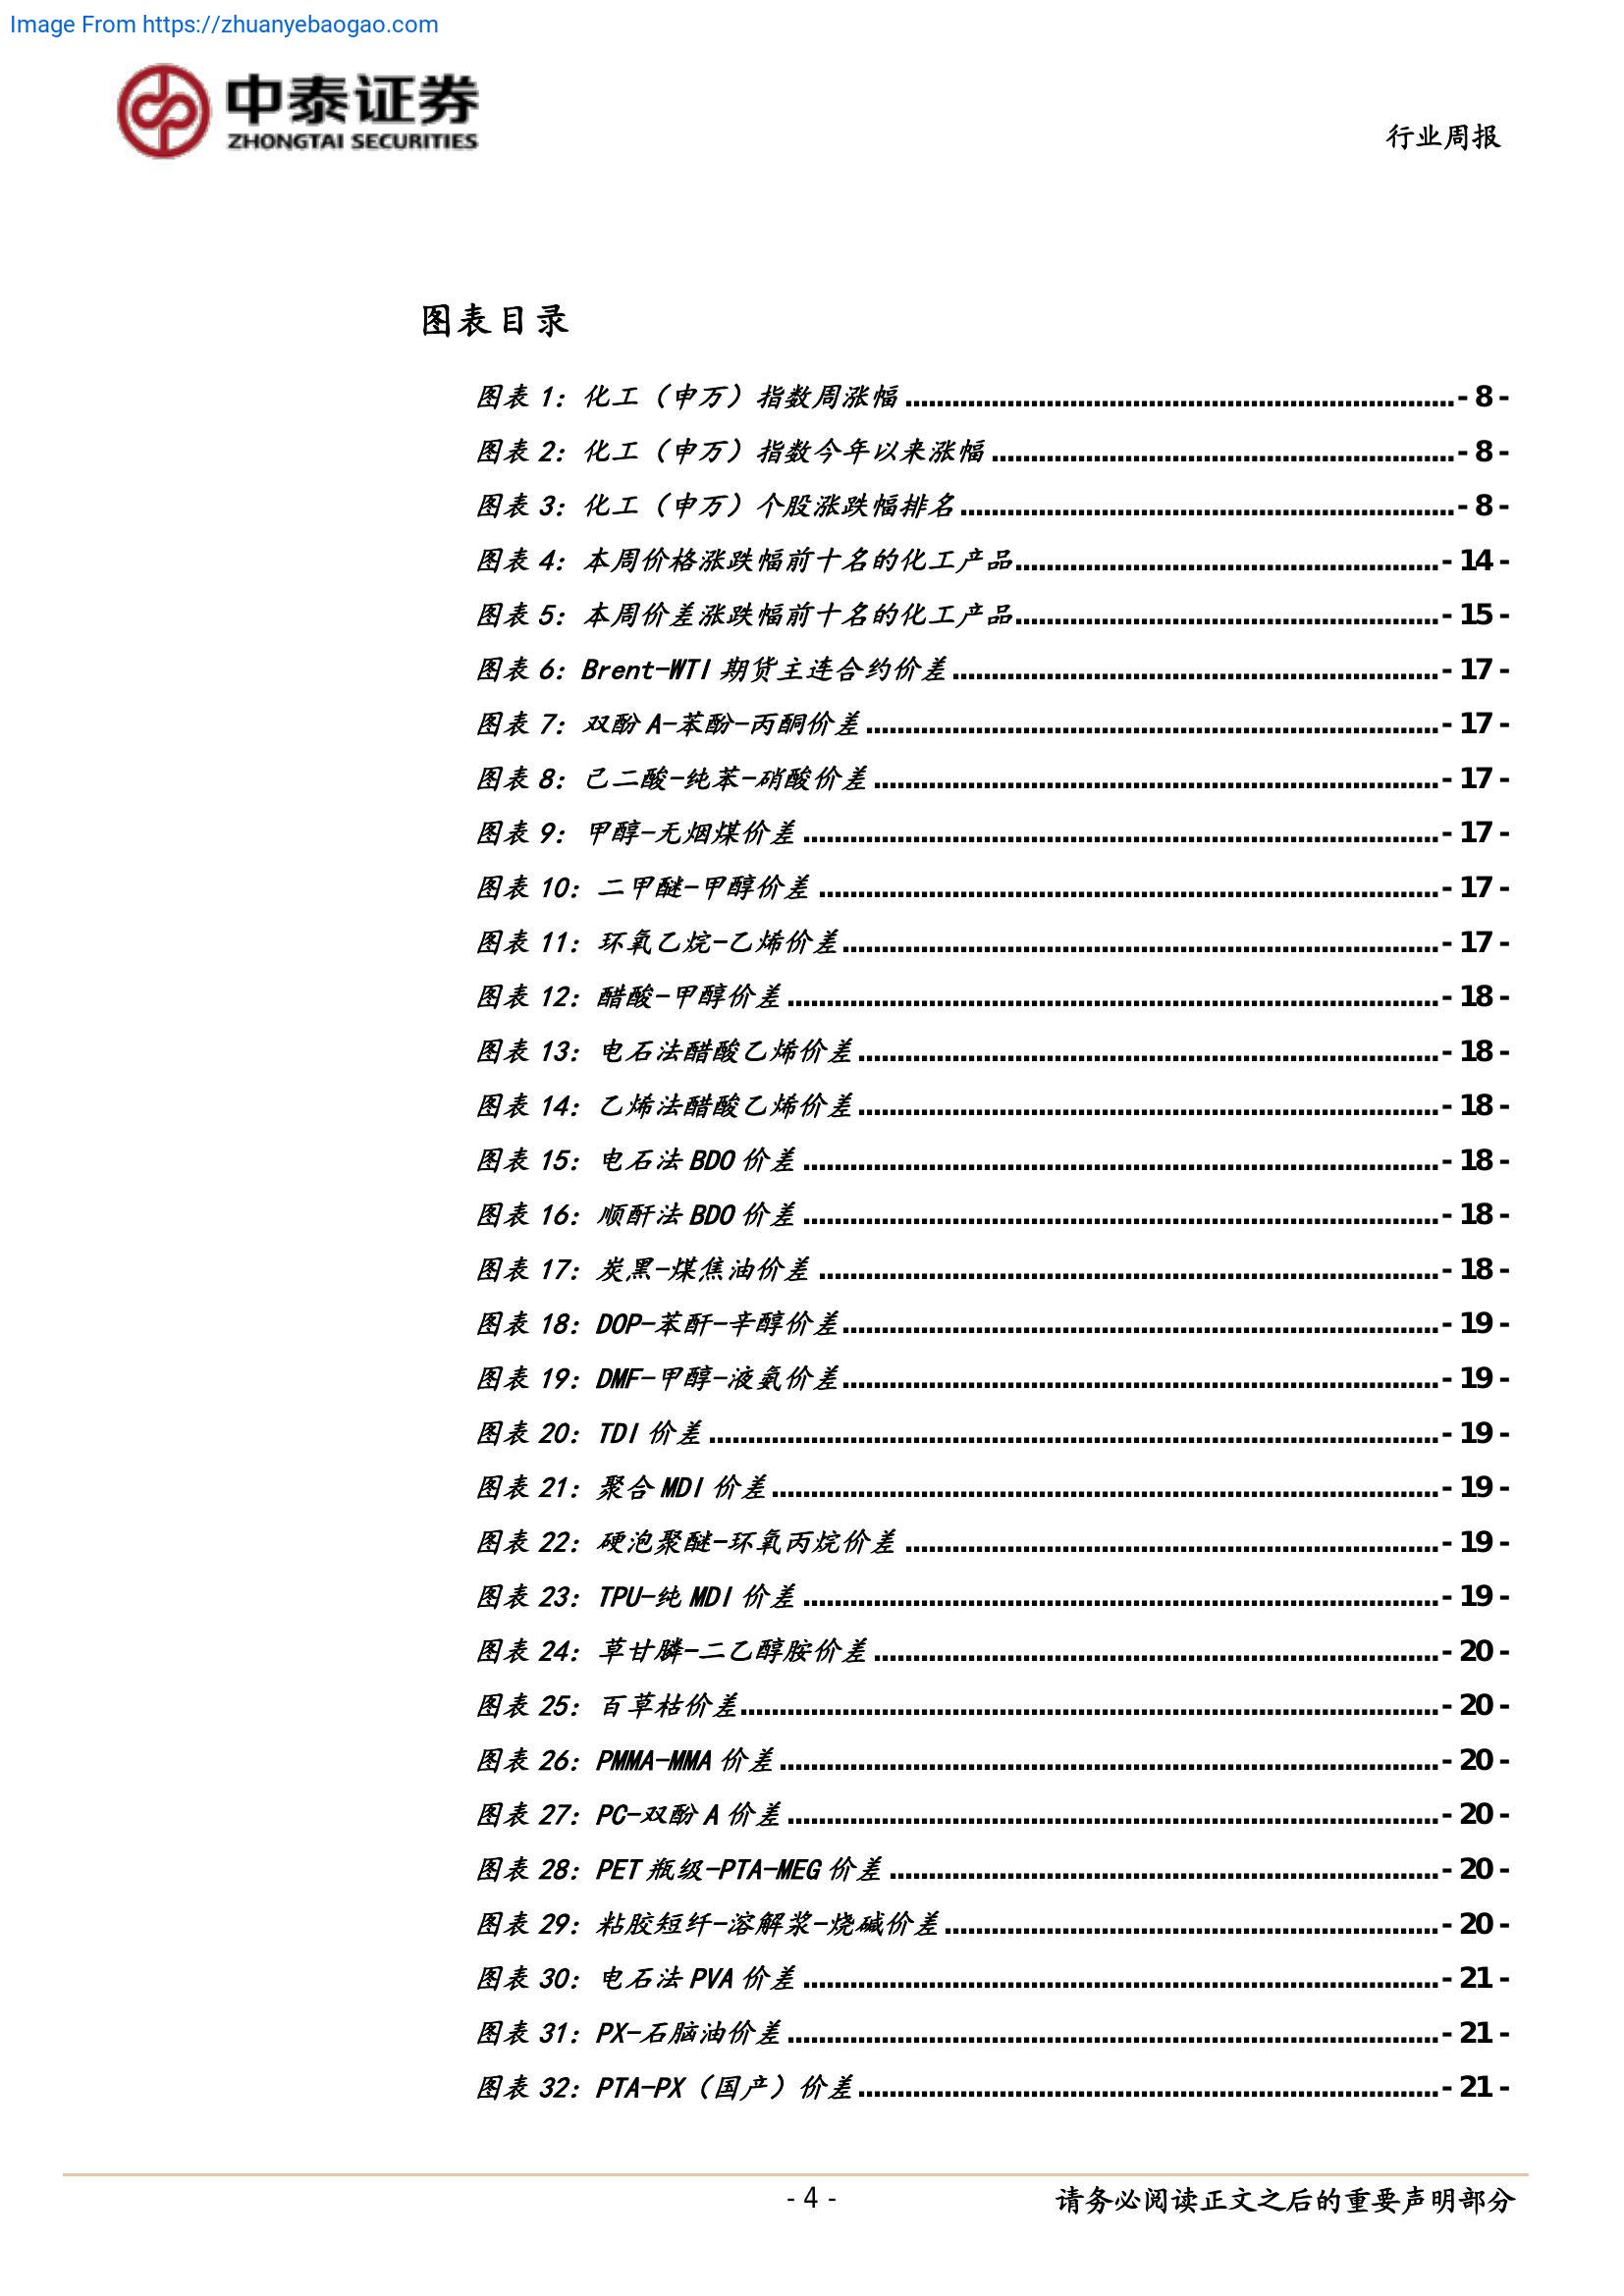 Image From https://zhuanyebaogao.com
中泰证券
ZHONGTAI SECURITIES
行业周报
图表目录
图表 1：化工（申万）指数周涨幅 ........................................ - 8 -
图表 2：化工（申万）指数今年以来涨幅 ........................................ - 8 -
图表 3：化工（申万）个股涨跌幅排名 ........................................ - 8 -
图表 4：本周价格涨跌幅前十名的化工产品 ........................................ - 14 -
图表 5：本周价差涨跌幅前十名的化工产品 ........................................ - 15 -
图表 6：Brent-WTI 期货主连合约价差 ........................................ - 17 -
图表 7：双酚 A-苯酚-丙酮价差 ........................................ - 17 -
图表 8：己二酸-纯苯-硝酸价差 ........................................ - 17 -
图表 9：甲醇-无烟煤价差 ........................................ - 17 -
图表 10：二甲醚-甲醇价差 ........................................ - 17 -
图表 11：环氧乙烷-乙烯价差 ........................................ - 17 -
图表 12：醋酸-甲醇价差 ........................................ - 18 -
图表 13：电石法醋酸乙烯价差 ........................................ - 18 -
图表 14：乙烯法醋酸乙烯价差 ........................................ - 18 -
图表 15：电石法 BDO 价差 ........................................ - 18 -
图表 16：顺酐法 BDO 价差 ........................................ - 18 -
图表 17：炭黑-煤焦油价差 ........................................ - 18 -
图表 18：DOP-苯酐-辛醇价差 ........................................ - 19 -
图表 19：DMF-甲醇-液氨价差 ........................................ - 19 -
图表 20：TDI 价差 ........................................ - 19 -
图表 21：聚合 MDI 价差 ........................................ - 19 -
图表 22：硬泡聚醚-环氧丙烷价差 ........................................ - 19 -
图表 23：TPU-纯 MDI 价差 ........................................ - 19 -
图表 24：草甘膦-二乙醇胺价差 ........................................ - 20 -
图表 25：百草枯价差 ........................................ - 20 -
图表 26：PMMA-MMA 价差 ........................................ - 20 -
图表 27：PC-双酚 A 价差 ........................................ - 20 -
图表 28：PET 瓶级-PTA-MEG 价差 ........................................ - 20 -
图表 29：粘胶短纤-溶解浆-烧碱价差 ........................................ - 20 -
图表 30：电石法 PVA 价差 ........................................ - 21 -
图表 31：PX-石脑油价差 ........................................ - 21 -
图表 32：PTA-PX（国产）价差 ........................................ - 21 -
- 4 -
请务必阅读正文之后的重要声明部分